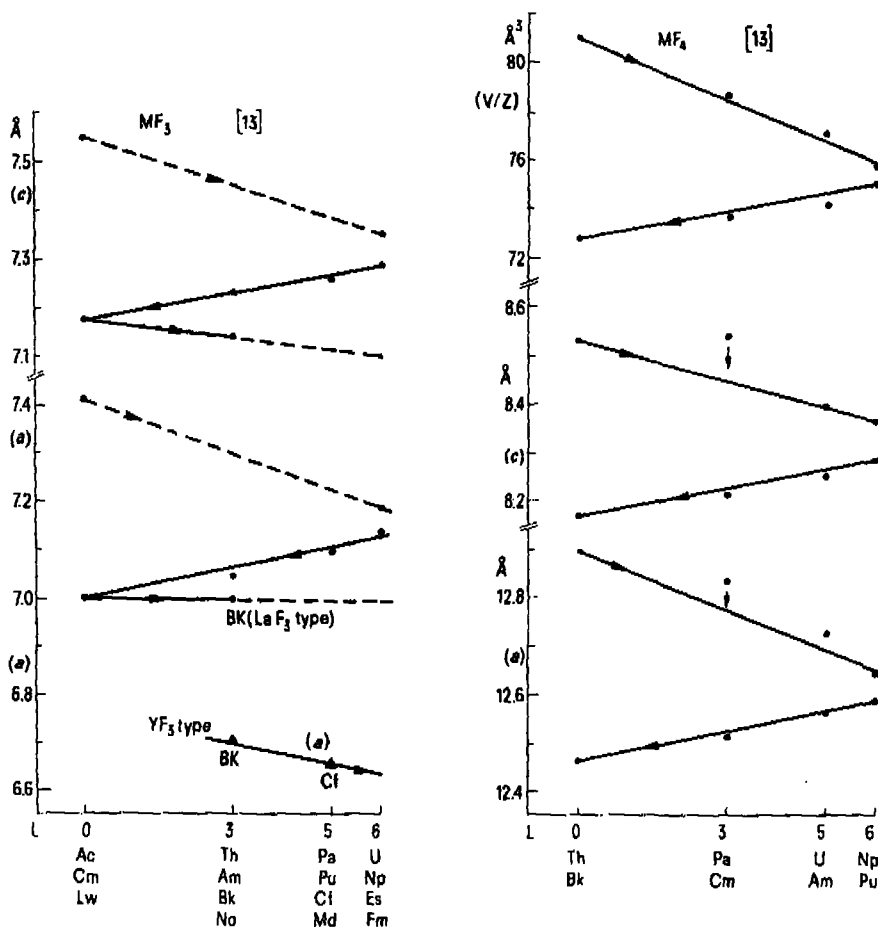 Å
MF₃ [13]
7.5
(c)
7.3
7.1
Å
7.4
(a)
7.2
7.0
BK(LaF₃ type)
(a)
6.8
YF₃ type
(a)
BK
Cf
6.6
L 0 3 5 6
Ac Th Pa U
Cm Am Pu Np
Lw Bk Cf Es
No Md Fm
Å³
MF₄ [13]
80
(V/Z)
76
72
8.6
Å
8.4
(c)
8.2
Å
12.8
(a)
12.6
12.4
L 0 3 5 6
Th Pa U Np
Bk Cm Am Pu